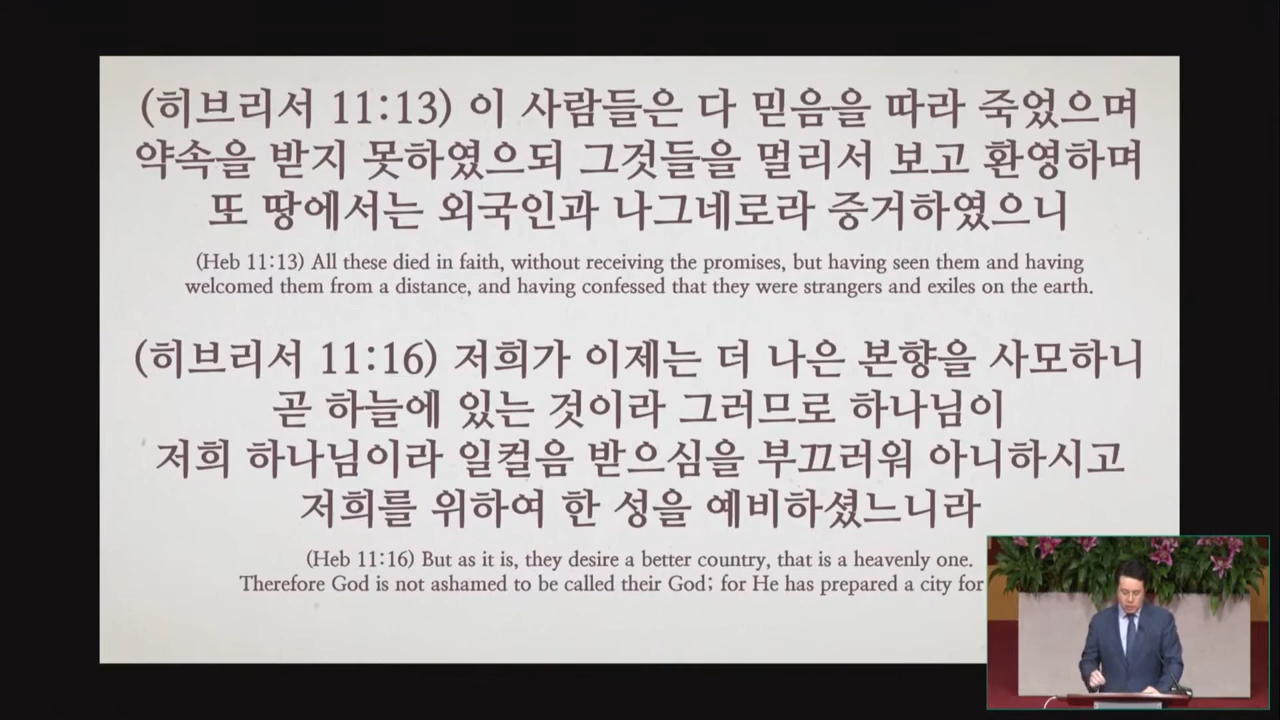 (히브리서 11:13) 이 사람들은 다 믿음을 따라 죽었으며
약속을 받지 못하였으되 그것들을 멀리서 보고 환영하며
또 땅에서는 외국인과 나그네로라 증거하였으니
(Heb 11:13) All these died in faith, without receiving the promises, but having seen them and having
welcomed them from a distance, and having confessed that they were strangers and exiles on the earth.
(히브리서 11:16) 저희가 이제는 더 나은 본향을 사모하니
곧 하늘에 있는 것이라 그러므로 하나님이
저희 하나님이라 일컬음 받으심을 부끄러워 아니하시고
저희를 위하여 한 성을 예비하셨느니라
(Heb 11:16) But as it is, they desire a better country, that is a heavenly one.
Therefore God is not ashamed to be called their God; for He has prepared a city for